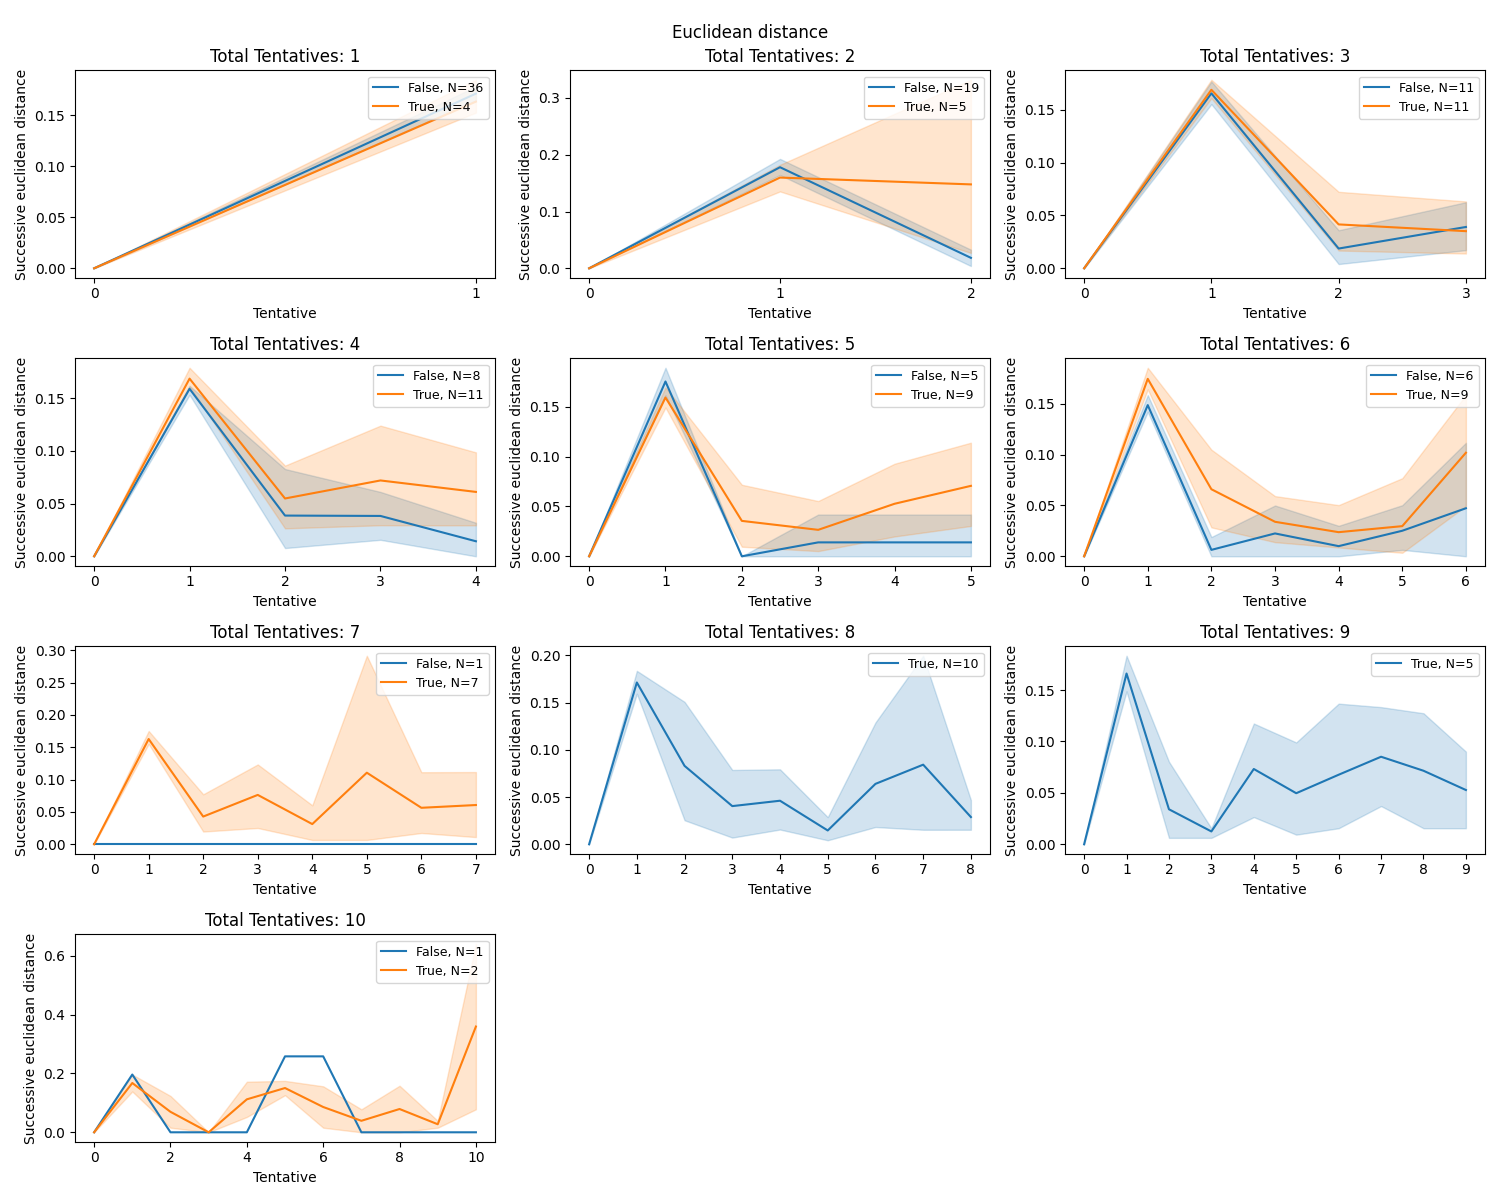 Euclidean distance
Total Tentatives: 1
Successive euclidean distance
0.15
0.10
0.05
0.00
False, N=36
True, N=4
0 1
Tentative
Total Tentatives: 2
Successive euclidean distance
0.3
0.2
0.1
0.0
False, N=19
True, N=5
0 1 2
Tentative
Total Tentatives: 3
Successive euclidean distance
0.15
0.10
0.05
0.00
False, N=11
True, N=11
0 1 2 3
Tentative
Total Tentatives: 4
Successive euclidean distance
0.15
0.10
0.05
0.00
False, N=8
True, N=11
0 1 2 3 4
Tentative
Total Tentatives: 5
Successive euclidean distance
0.15
0.10
0.05
0.00
False, N=5
True, N=9
0 1 2 3 4 5
Tentative
Total Tentatives: 6
Successive euclidean distance
0.15
0.10
0.05
0.00
False, N=6
True, N=9
0 1 2 3 4 5 6
Tentative
Total Tentatives: 7
Successive euclidean distance
0.30
0.25
0.20
0.15
0.10
0.05
0.00
False, N=1
True, N=7
0 1 2 3 4 5 6 7
Tentative
Total Tentatives: 8
Successive euclidean distance
0.20
0.15
0.10
0.05
0.00
True, N=10
0 1 2 3 4 5 6 7 8
Tentative
Total Tentatives: 9
Successive euclidean distance
0.15
0.10
0.05
0.00
True, N=5
0 1 2 3 4 5 6 7 8 9
Tentative
Total Tentatives: 10
Successive euclidean distance
0.6
0.4
0.2
0.0
False, N=1
True, N=2
0 2 4 6 8 10
Tentative